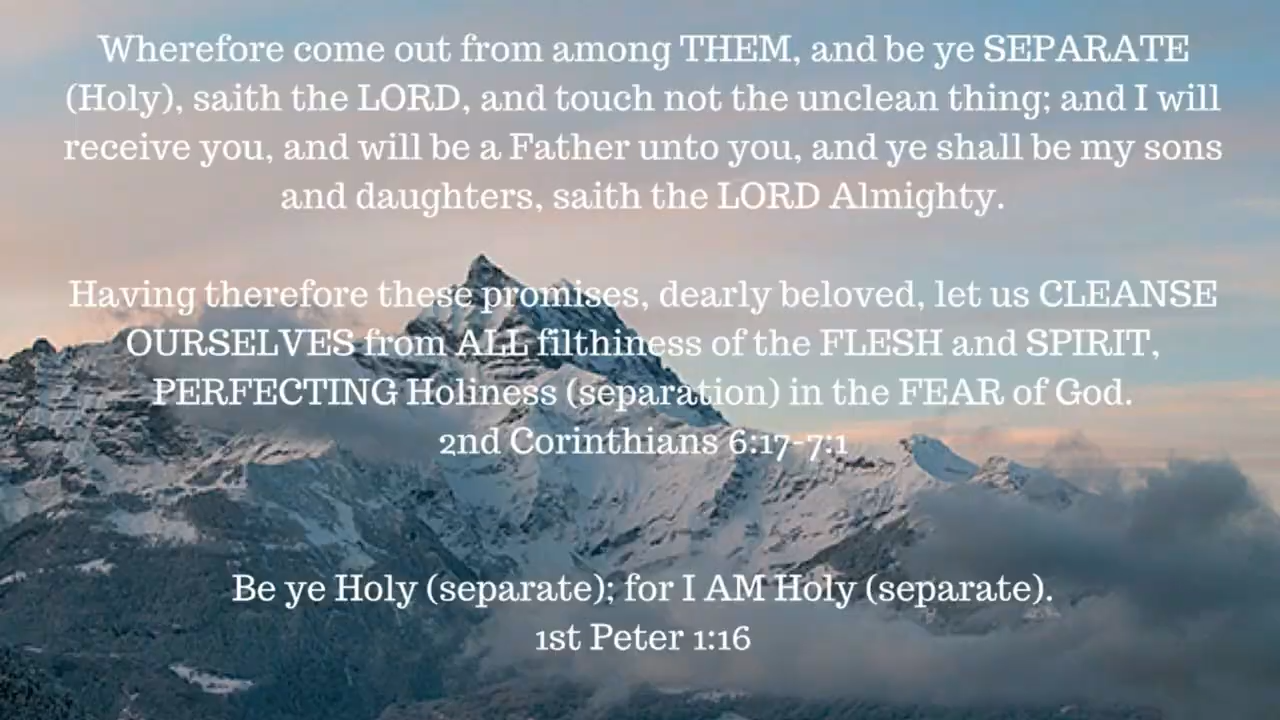 Wherefore come out from among THEM, and be ye SEPARATE
(Holy), saith the LORD, and touch not the unclean thing; and I will
receive you, and will be a Father unto you, and ye shall be my sons
and daughters, saith the LORD Almighty.
Having therefore these promises, dearly beloved, let us CLEANSE
OURSELVES from ALL filthiness of the FLESH and SPIRIT,
PERFECTING Holiness (separation) in the FEAR of God.
2nd Corinthians 6:17-7:1
Be ye Holy (separate); for I AM Holy (separate).
1st Peter 1:16